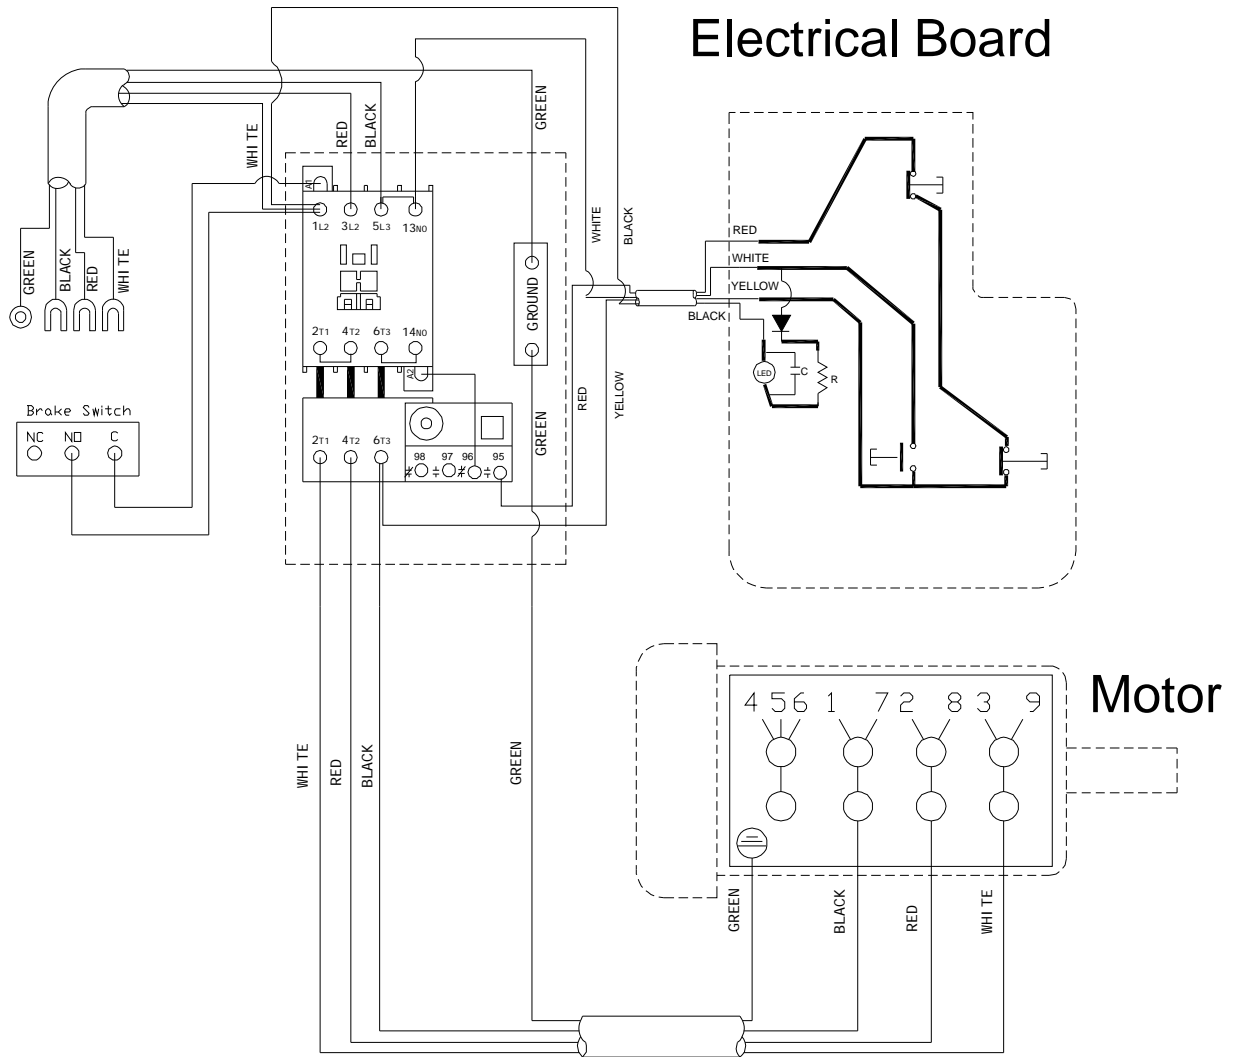 Electrical Board
GREEN
BLACK
RED
WHITE
GREEN
BLACK
RED
WHITE
A1
1L2 3L2 5L3 13NO
2T1 4T2 6T3 14NO
A2
GROUND
WHITE
BLACK
RED
WHITE
YELLOW
BLACK
LED
C
R
Brake Switch
NC NO C
2T1 4T2 6T3
98 97 96 95
GREEN
RED
YELLOW
Motor
4 5 6 1 7 2 8 3 9
WHITE
RED
BLACK
GREEN
GREEN
BLACK
RED
WHITE